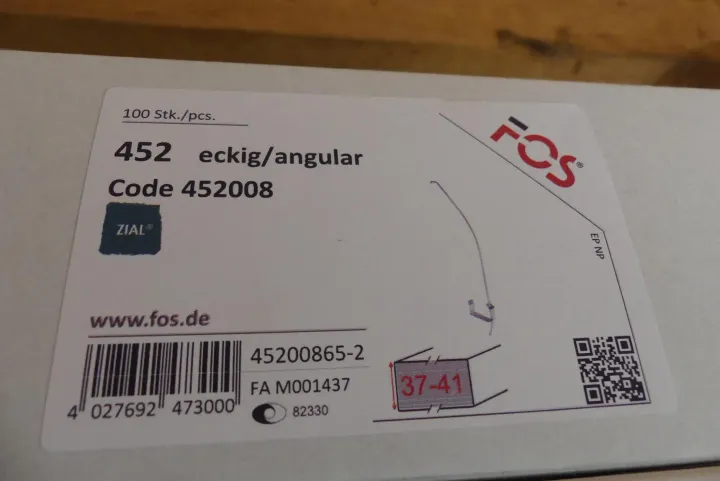 100 Stk./pcs.
452 eckig/angular
Code 452008
ZIAL®
FOS®
EP NP
www.fos.de
45200865-2
FA M001437
82330
4 027692 473000
37-41